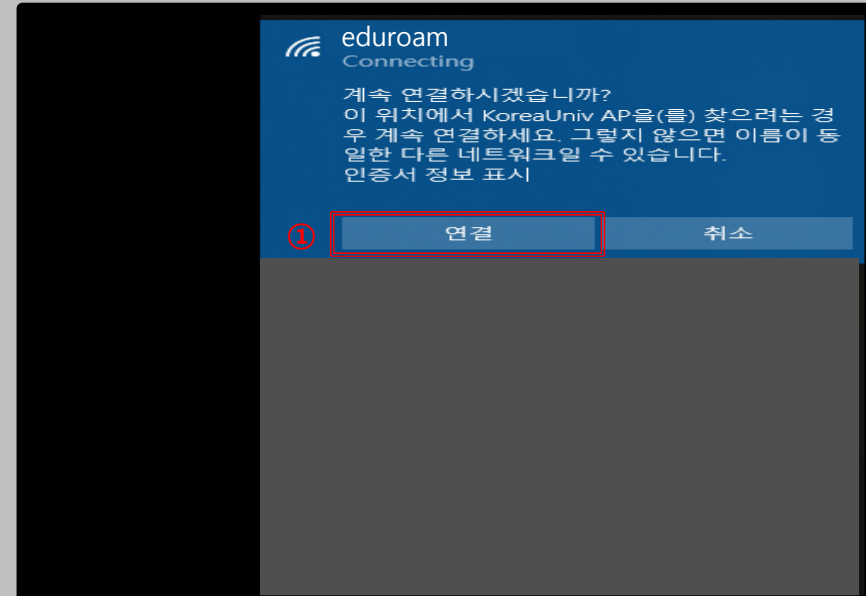 eduroam
Connecting
계속 연결하시겠습니까?
이 위치에서 KoreaUniv AP을(를) 찾으려는 경
우 계속 연결하세요. 그렇지 않으면 이름이 동
일한 다른 네트워크일 수 있습니다.
인증서 정보 표시
① 연결 취소